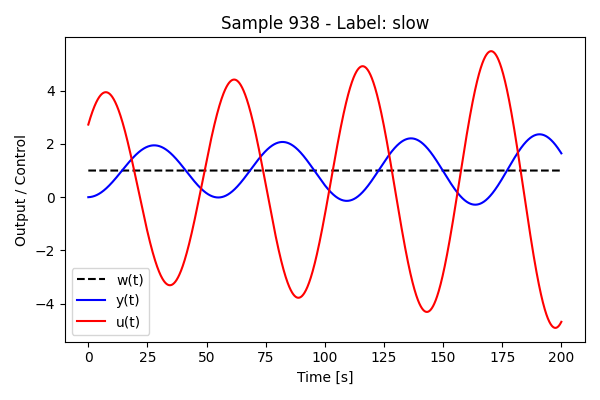 Sample 938 - Label: slow
Output / Control
4
2
0
−2
−4
w(t)
y(t)
u(t)
0 25 50 75 100 125 150 175 200
Time [s]